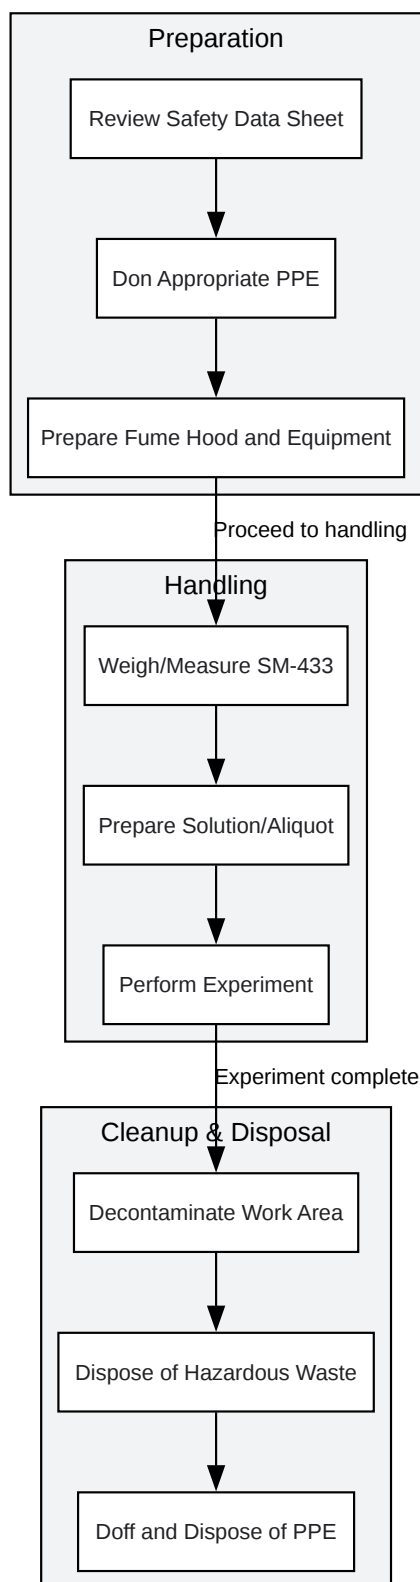 Preparation
Review Safety Data Sheet
Don Appropriate PPE
Prepare Fume Hood and Equipment
Proceed to handling
Handling
Weigh/Measure SM-433
Prepare Solution/Aliquot
Perform Experiment
Experiment complete
Cleanup & Disposal
Decontaminate Work Area
Dispose of Hazardous Waste
Doff and Dispose of PPE